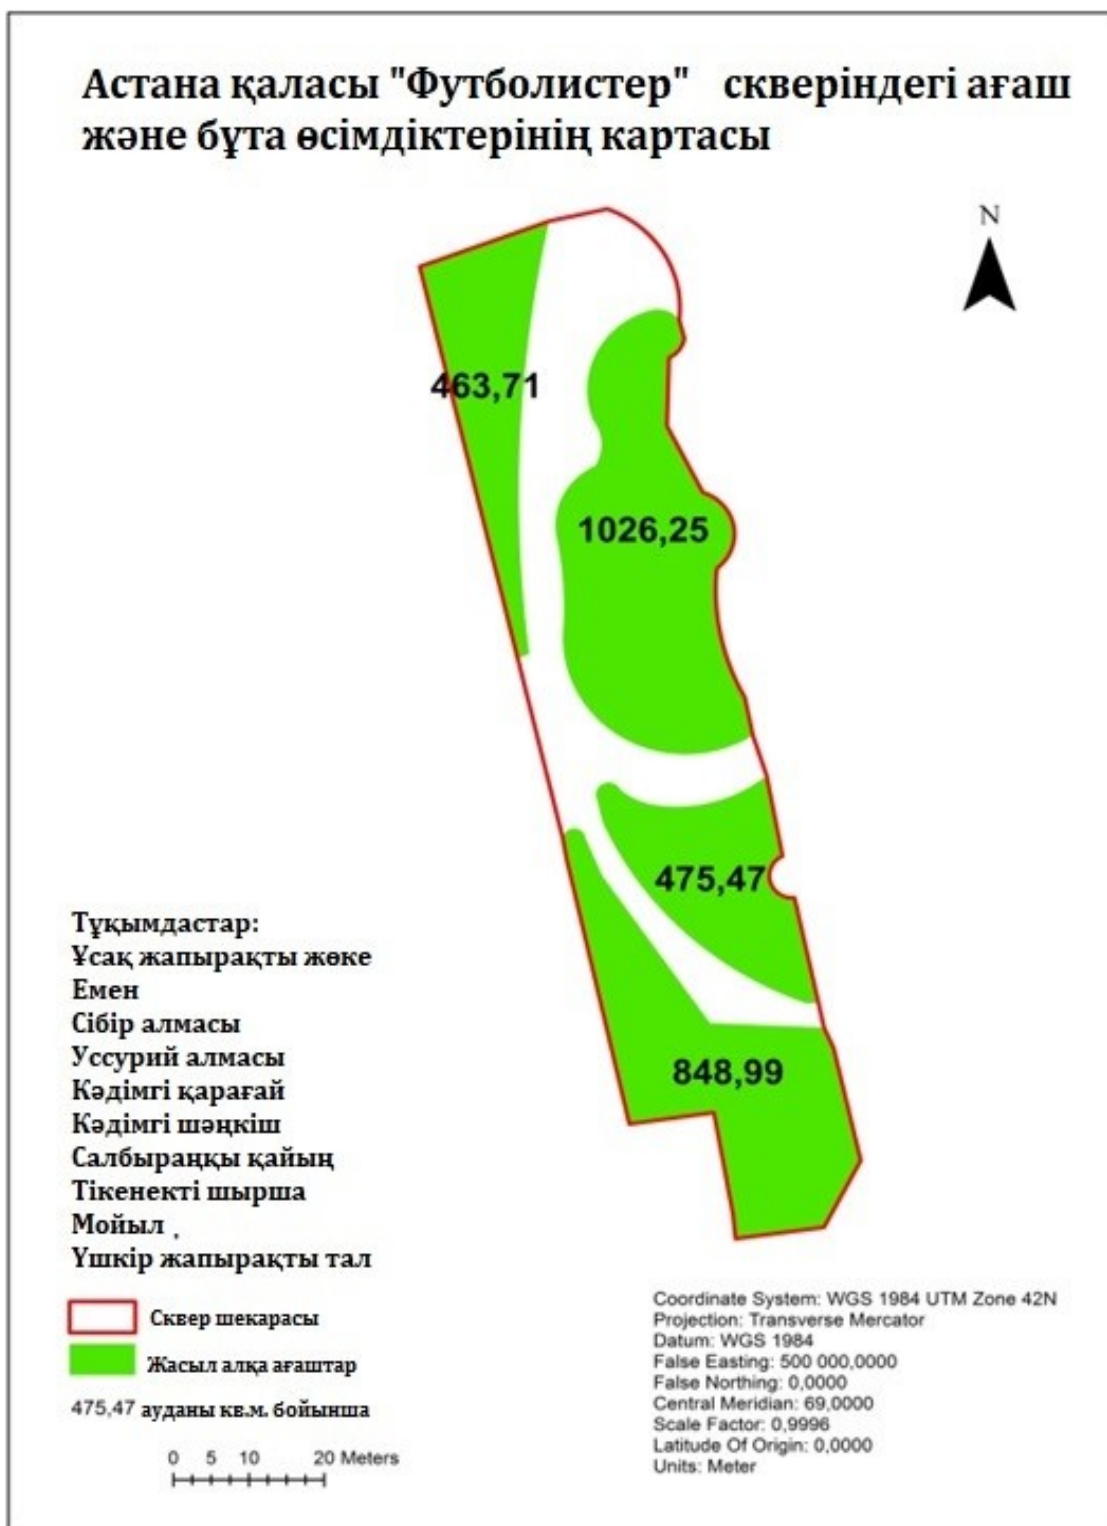 Астана қаласы "Футболистер" скверіндегі ағаш
және бұта өсімдіктерінің картасы
N
463,71
1026,25
475,47
848,99
Тұқымдастар:
Ұсақ жапырақты жөке
Емен
Сібір алмасы
Уссурий алмасы
Кәдімгі қарағай
Кәдімгі шәңкіш
Салбыраңқы қайың
Тікенекті шырша
Мойыл .
Үшкір жапырақты тал
Сквер шекарасы
Жасыл алқа ағаштар
475,47 ауданы кв.м. бойынша
0 5 10 20 Meters
Coordinate System: WGS 1984 UTM Zone 42N
Projection: Transverse Mercator
Datum: WGS 1984
False Easting: 500 000,0000
False Northing: 0,0000
Central Meridian: 69,0000
Scale Factor: 0,9996
Latitude Of Origin: 0,0000
Units: Meter